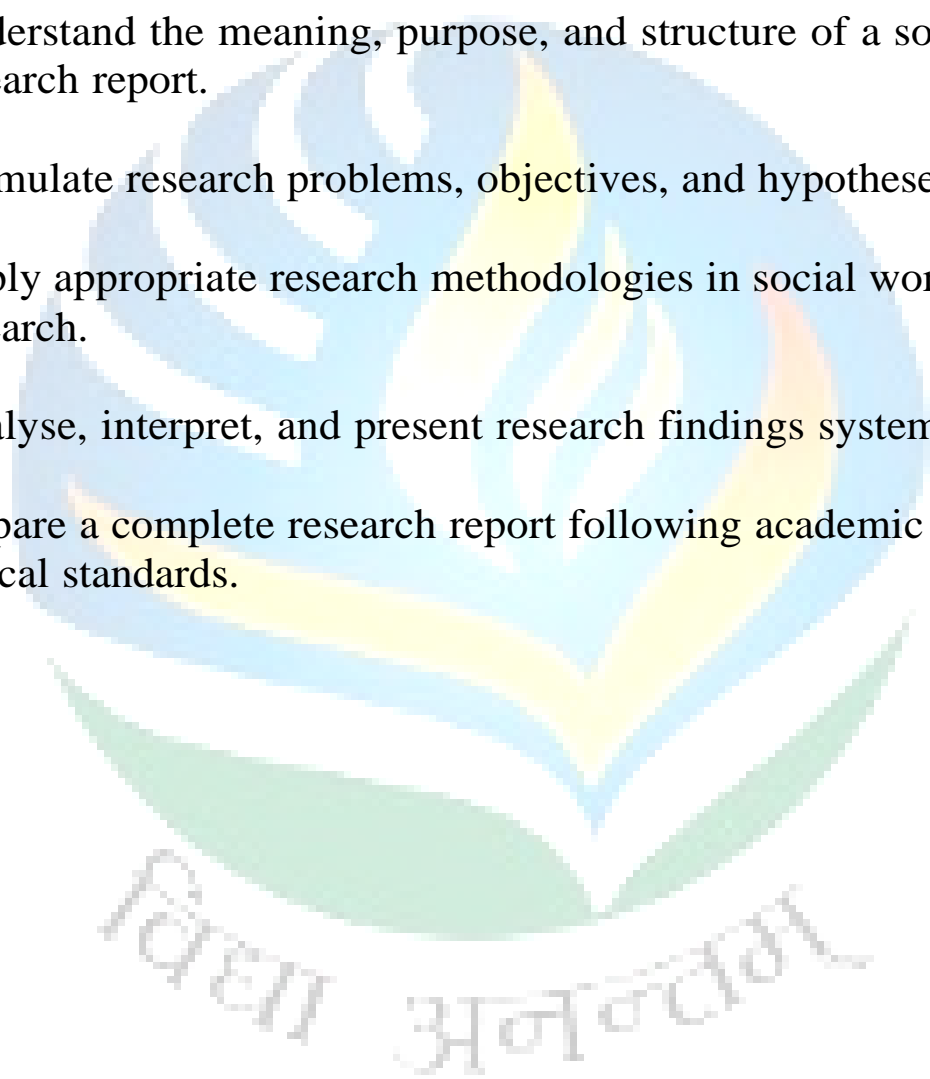 derstand the meaning, purpose, and structure of a so
earch report.
mulate research problems, objectives, and hypothese
ly appropriate research methodologies in social wor
earch.
alyse, interpret, and present research findings system
pare a complete research report following academic
cal standards.
विद्या अनन्तम्